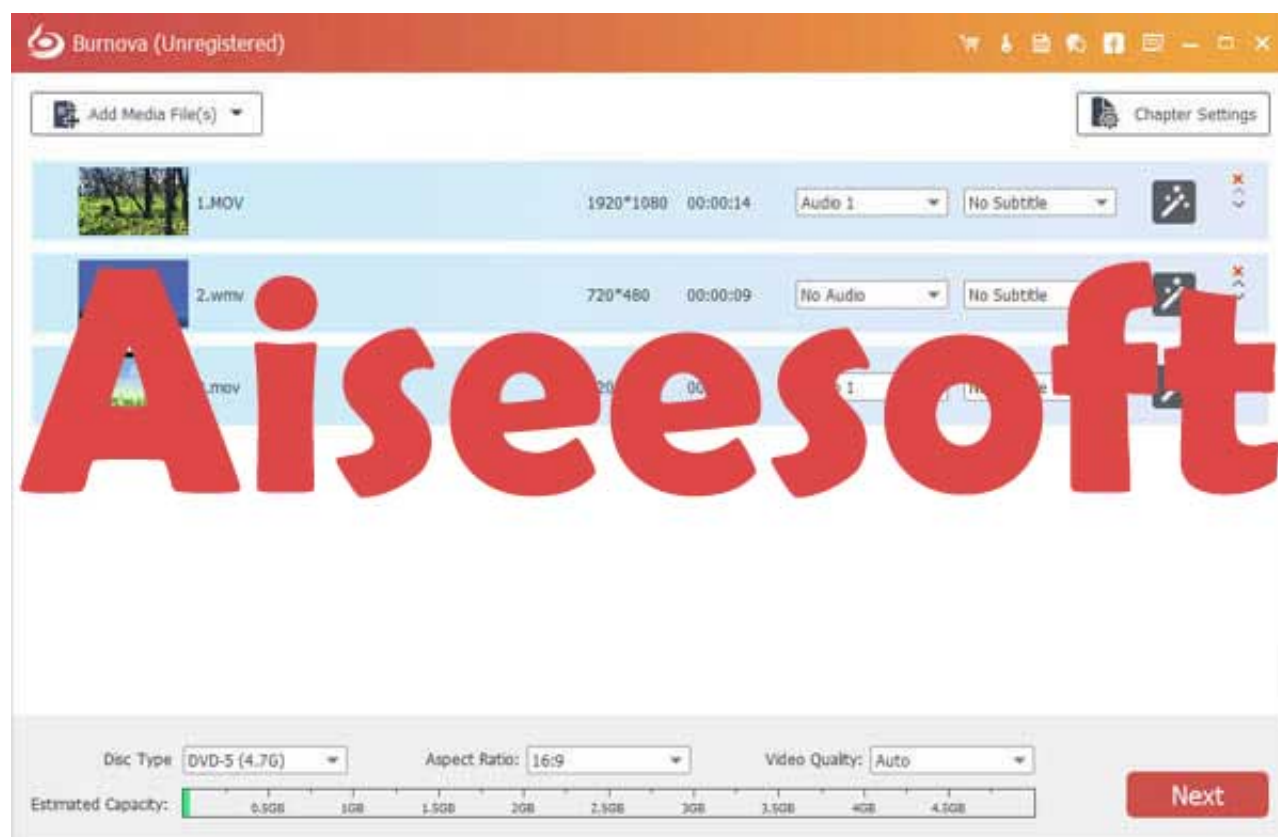 Burnova (Unregistered)
Add Media File(s)
Chapter Settings
1.MOV 1920*1080 00:00:14 Audio 1 No Subtitle
2.wmv 720*480 00:00:09 No Audio No Subtitle
Aiseesoft
.mov 1
Disc Type DVD-5 (4.7G) Aspect Ratio: 16:9 Video Quality: Auto
Estimated Capacity: 0.5GB 1GB 1.5GB 2GB 2.5GB 3GB 3.5GB 4GB 4.5GB
Next